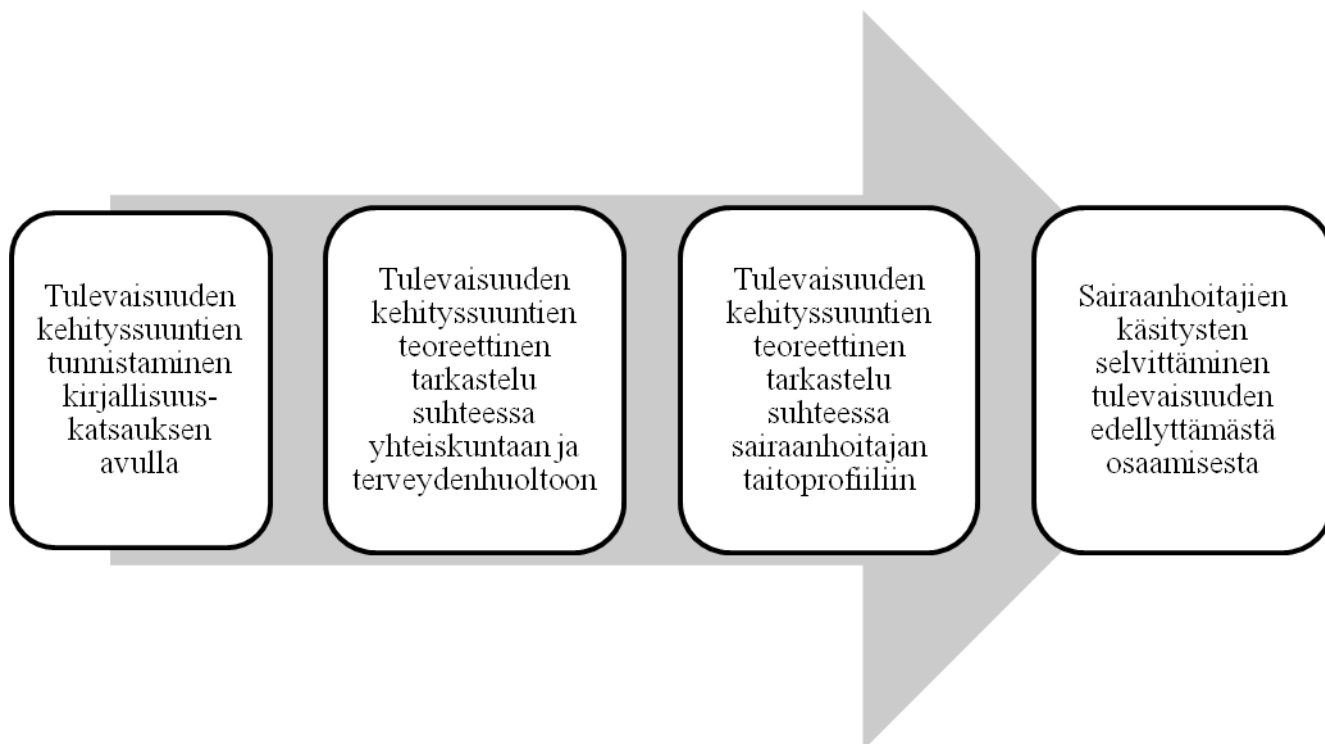 Tulevaisuuden
kehityssuuntien
tunnistaminen
kirjallisuus-
katsauksen
avulla
Tulevaisuuden
kehityssuuntien
teoreettinen
tarkastelu
suhteessa
yhteiskuntaan ja
terveydenhuoltoon
Tulevaisuuden
kehityssuuntien
teoreettinen
tarkastelu
suhteessa
sairaanhoitajan
taitoprofiiliin
Sairaanhoitajien
käsitysten
selvittäminen
tulevaisuuden
edellyttämästä
osaamisesta